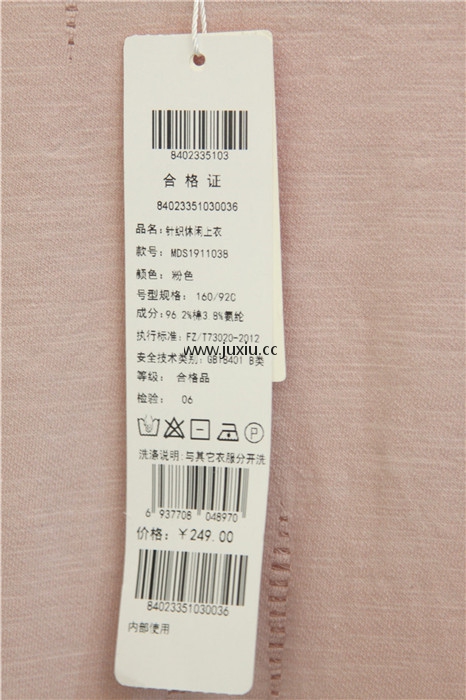 8402335103
合格证
84023351030036
品名: 针织休闲上衣
款号: MDS1911038
颜色: 粉色
号型规格: 160/92C
成分:96.2%棉3.8%氨纶
执行标准: FZ/T73020-2012
www.juxiu.cc
安全技术类别: GB18401 B类
等级: 合格品
检验: 06
P
洗涤说明:与其它衣服分开洗
6 937708 048970
价格: ¥249.00
84023351030036
内部使用